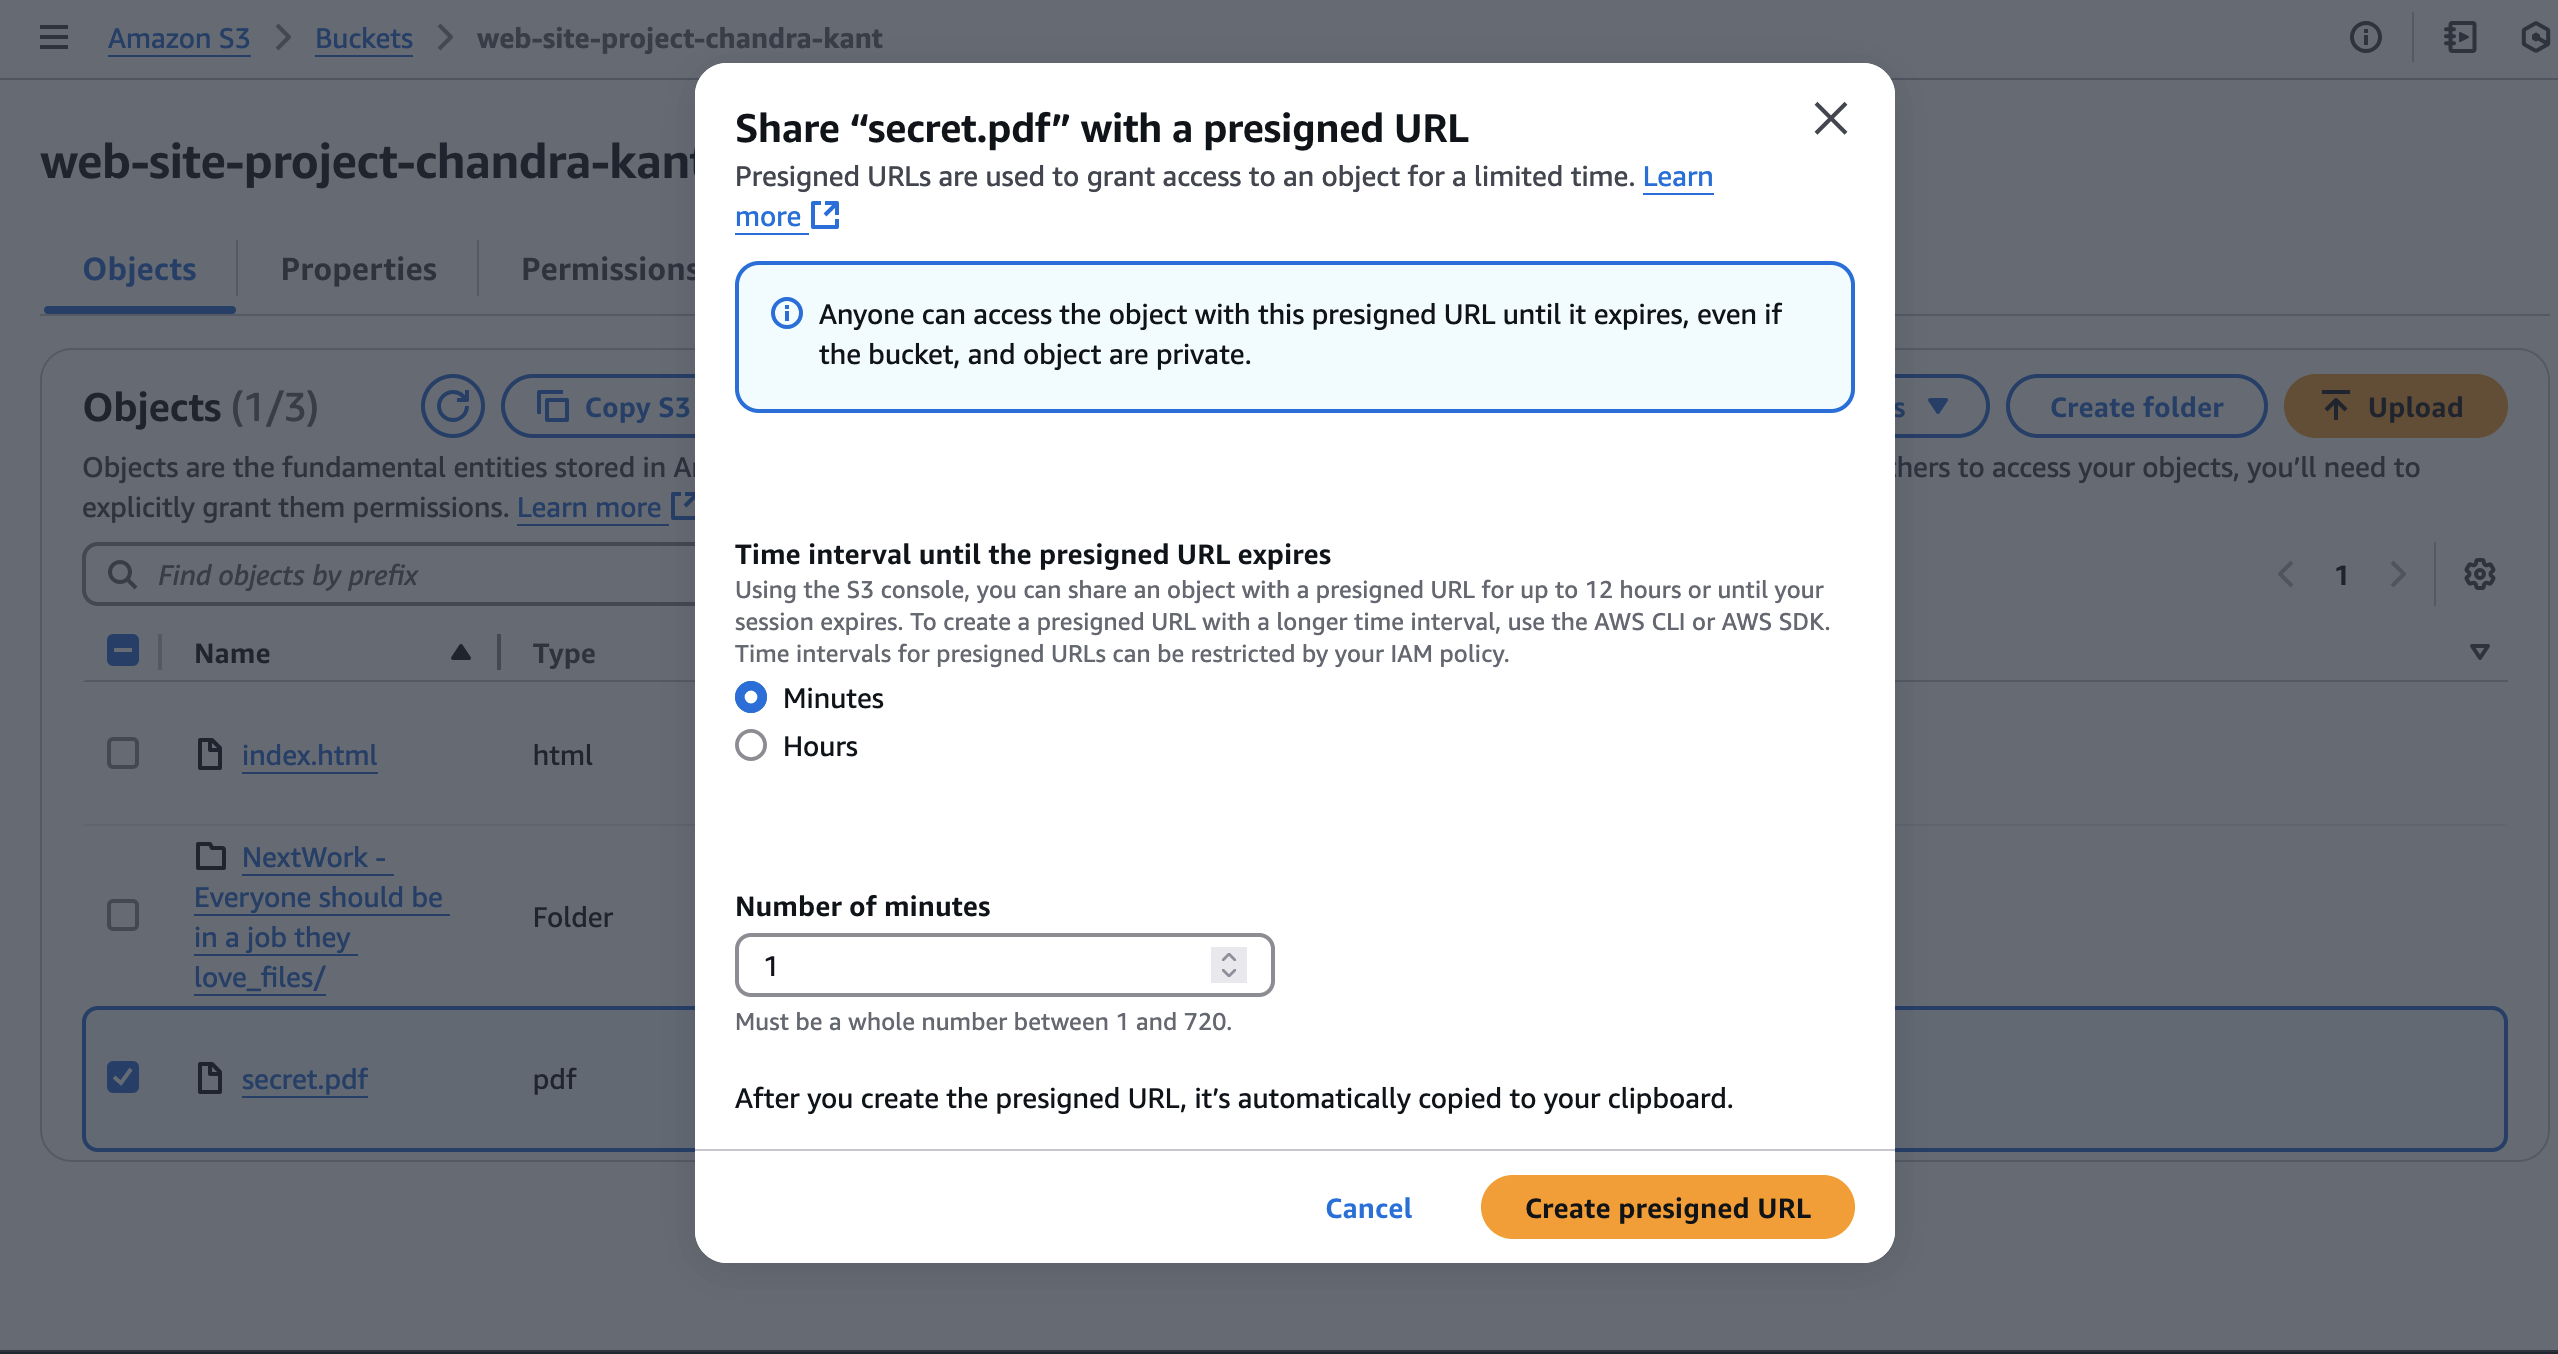 Amazon S3 > Buckets > web-site-project-chandra-kant
web-site-project-chandra-kant
Objects Properties Permissions
Objects (1/3) Copy S3
Create folder Upload
Objects are the fundamental entities stored in
hers to access your objects, you'll need to
explicitly grant them permissions. Learn more
Find objects by prefix
1
Name Type
index.html html
NextWork -
Everyone should be
in a job they
love_files/
Folder
secret.pdf pdf
Share “secret.pdf” with a presigned URL
Presigned URLs are used to grant access to an object for a limited time. Learn
more
Anyone can access the object with this presigned URL until it expires, even if
the bucket, and object are private.
Time interval until the presigned URL expires
Using the S3 console, you can share an object with a presigned URL for up to 12 hours or until your
session expires. To create a presigned URL with a longer time interval, use the AWS CLI or AWS SDK.
Time intervals for presigned URLs can be restricted by your IAM policy.
Minutes
Hours
Number of minutes
1
Must be a whole number between 1 and 720.
After you create the presigned URL, it’s automatically copied to your clipboard.
Cancel Create presigned URL